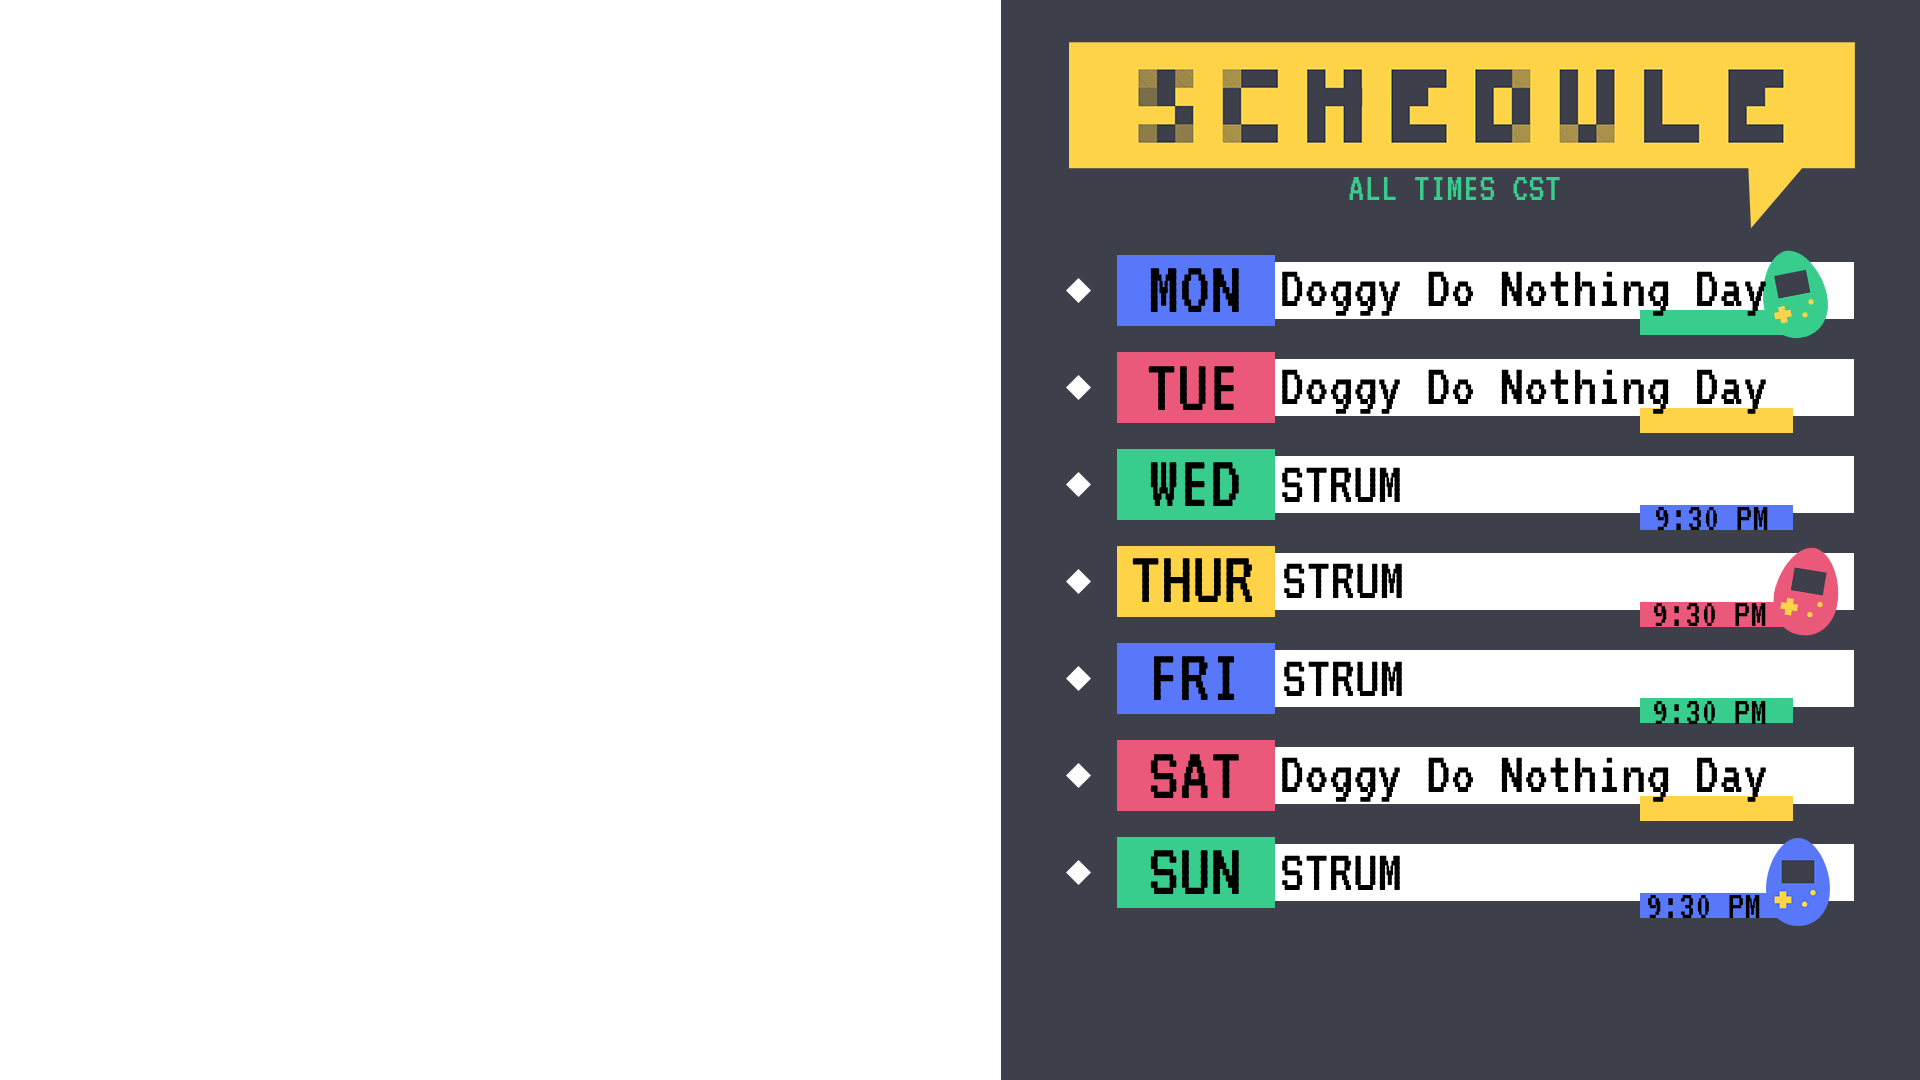 SCHEDULE
ALL TIMES CST
MON Doggy Do Nothing Day
TUE Doggy Do Nothing Day
WED STRUM
9:30 PM
THUR STRUM
9:30 PM
FRI STRUM
9:30 PM
SAT Doggy Do Nothing Day
SUN STRUM
9:30 PM